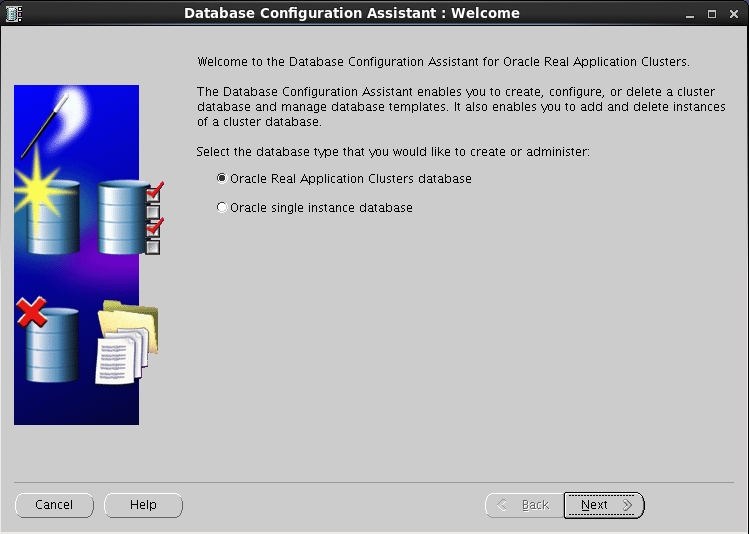 Database Configuration Assistant : Welcome
Welcome to the Database Configuration Assistant for Oracle Real Application Clusters.
The Database Configuration Assistant enables you to create, configure, or delete a cluster
database and manage database templates. It also enables you to add and delete instances
of a cluster database.
Select the database type that you would like to create or administer:
Oracle Real Application Clusters database
Oracle single instance database
Cancel
Help
Back
Next